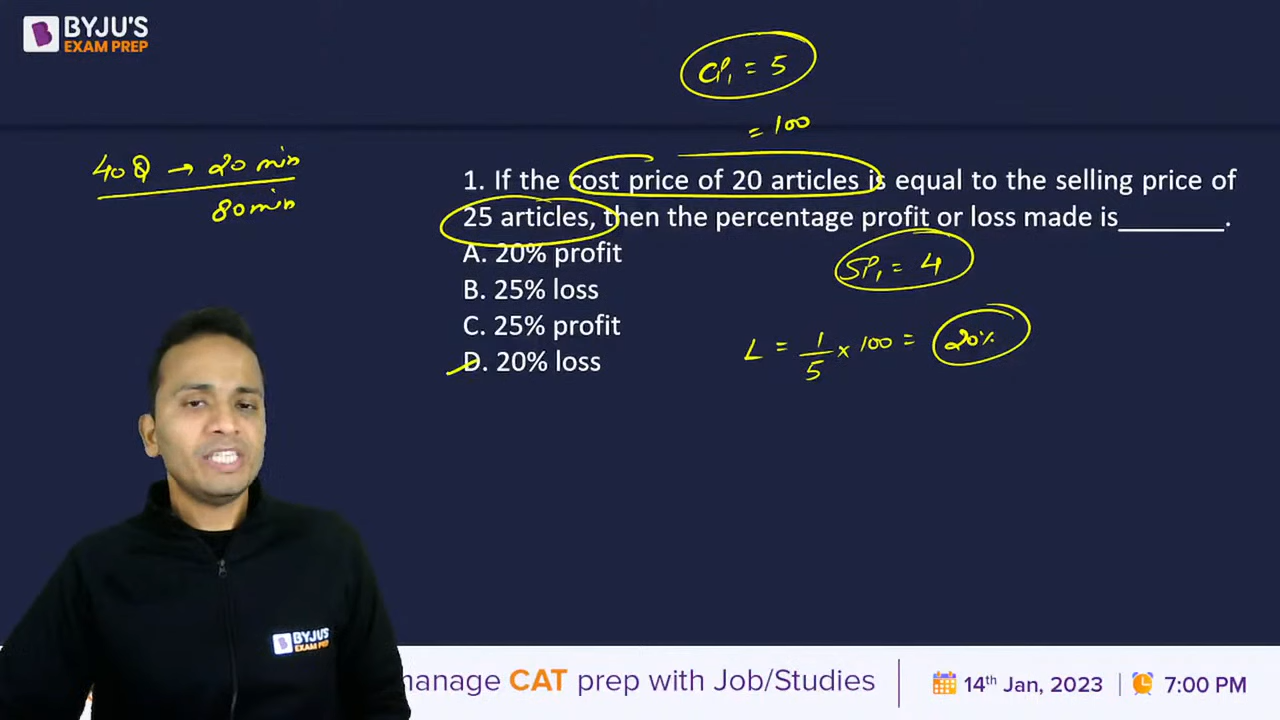 BYJU'S
EXAM PREP
CP₁ = 5
= 100
40 Q → 20 min
80 min
1. If the cost price of 20 articles is equal to the selling price of
25 articles, then the percentage profit or loss made is_______.
A. 20% profit
B. 25% loss
C. 25% profit
D. 20% loss
SP₁ = 4
L = 1/5 × 100 = 20%
BYJU'S
EXAM PREP
manage CAT prep with Job/Studies
14th Jan, 2023
7:00 PM